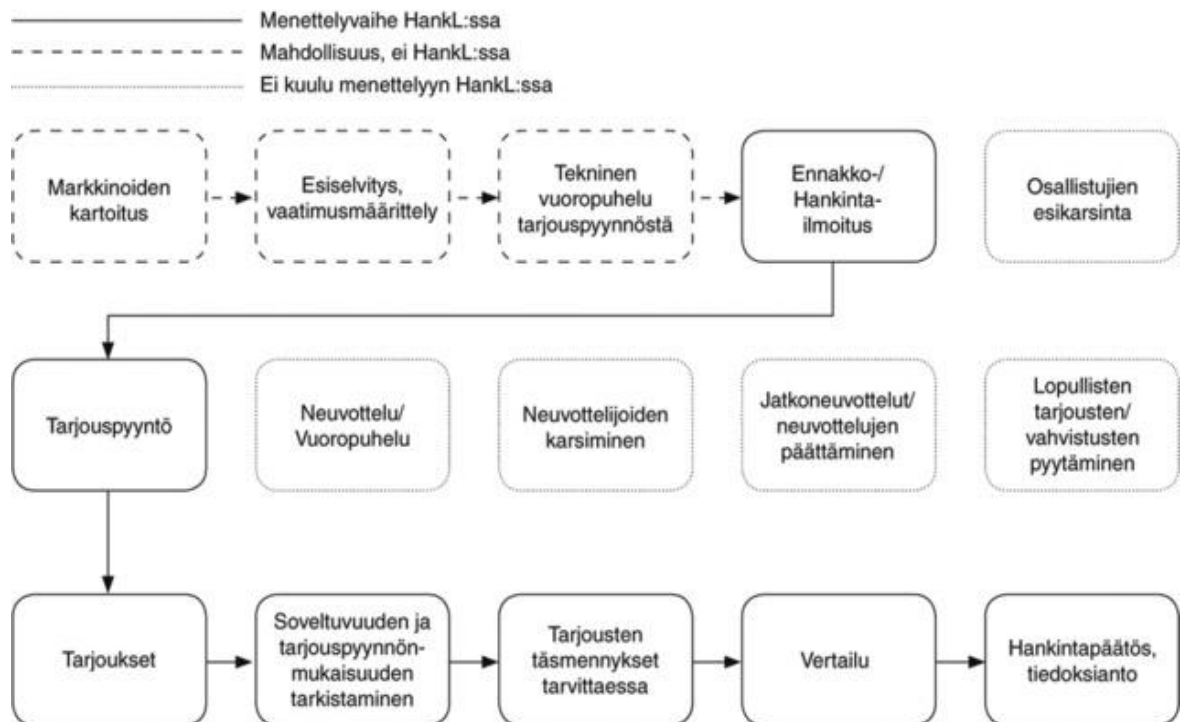 Menettelyvaihe HankL:ssa
Mahdollisuus, ei HankL:ssa
Ei kuulu menettelyyn HankL:ssa
Markkinoiden
kartoitus
Esiselvitys,
vaatimusmäärittely
Tekninen
vuoropuhelu
tarjouspyynnöstä
Ennakko-/
Hankinta-
ilmoitus
Osallistujien
esikarsinta
Tarjouspyyntö
Neuvottelu/
Vuoropuhelu
Neuvottelijoiden
karsiminen
Jatkoneuvottelut/
neuvottelujen
päättäminen
Lopullisten
tarjousten/
vahvistusten
pyytäminen
Tarjoukset
Soveltuvuuden ja
tarjouspyynnön-
mukaisuuden
tarkistaminen
Tarjousten
täsmennykset
tarvittaessa
Vertailu
Hankintapäätös,
tiedoksianto